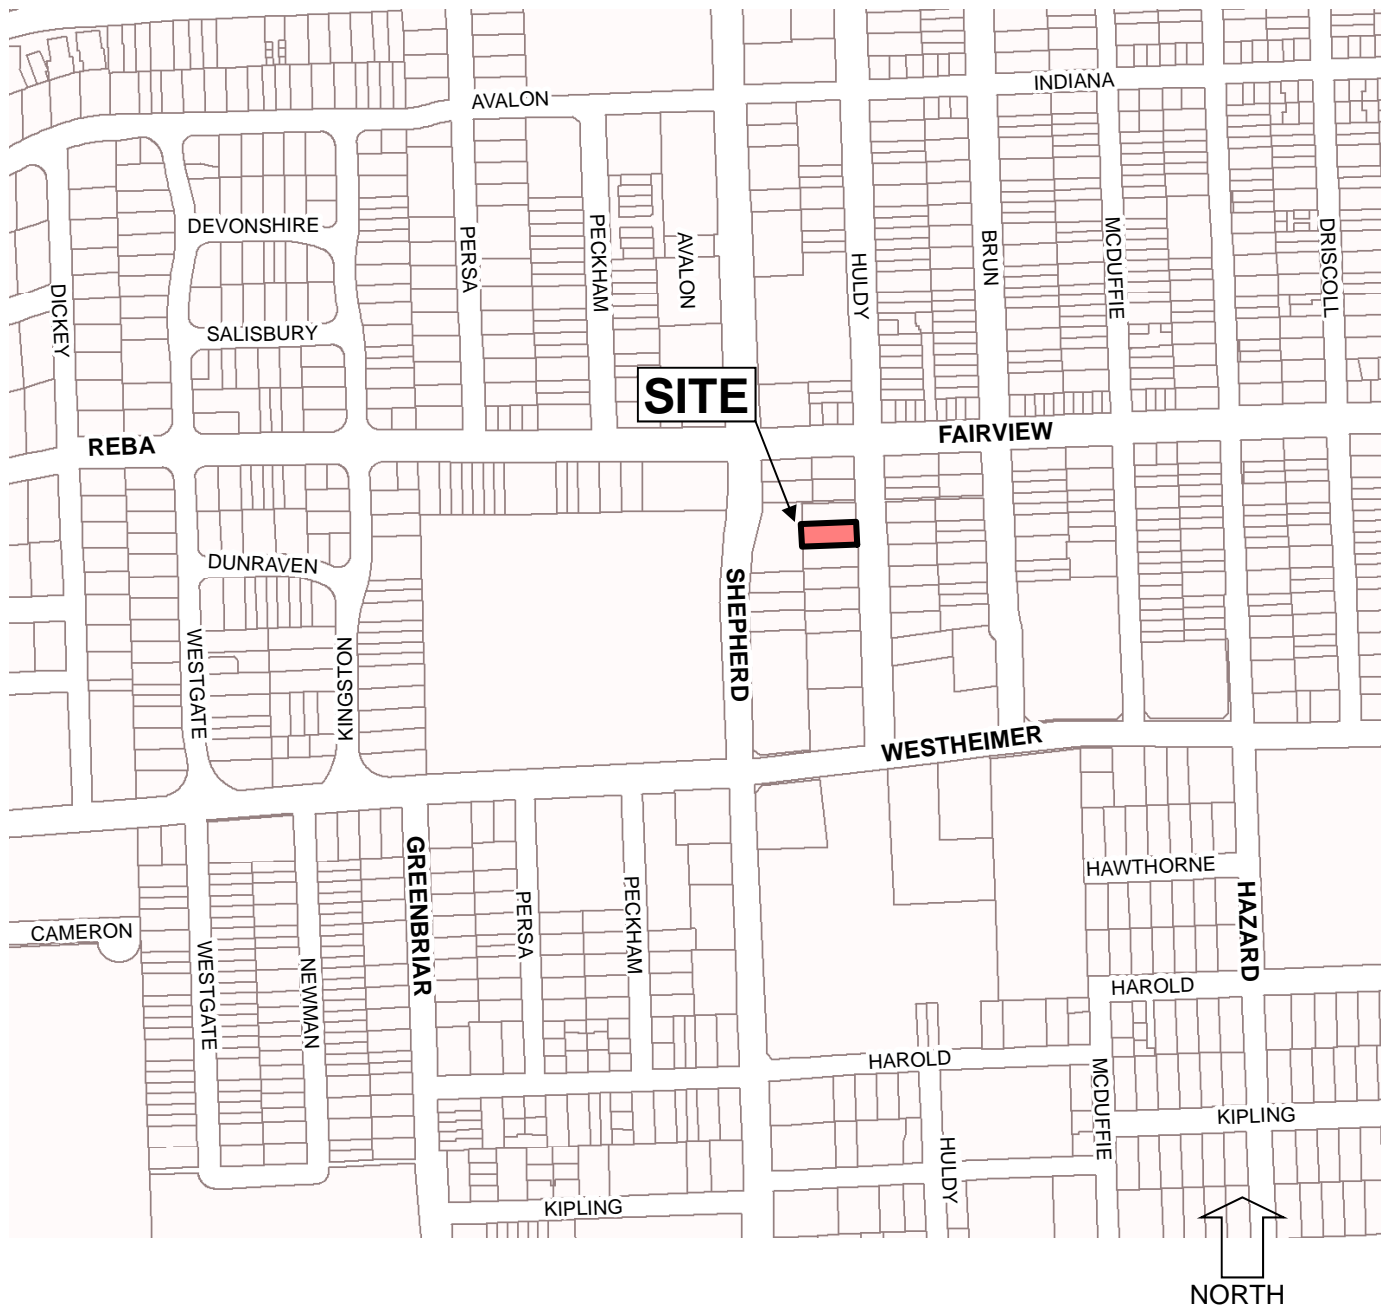 INDIANA
AVALON
DEVONSHIRE
PERSA
PECKHAM
AVALON
HULDY
BRUN
MCDUFFIE
DRISCOLL
DICKEY
SALISBURY
SITE
REBA
FAIRVIEW
DUNRAVEN
SHEPHERD
WESTGATE
KINGSTON
WESTHEIMER
GREENBRIAR
HAWTHORNE
PERSA
PECKHAM
HAZARD
CAMERON
WESTGATE
NEWMAN
HAROLD
HAROLD
MCDUFFIE
KIPLING
HULDY
KIPLING
NORTH